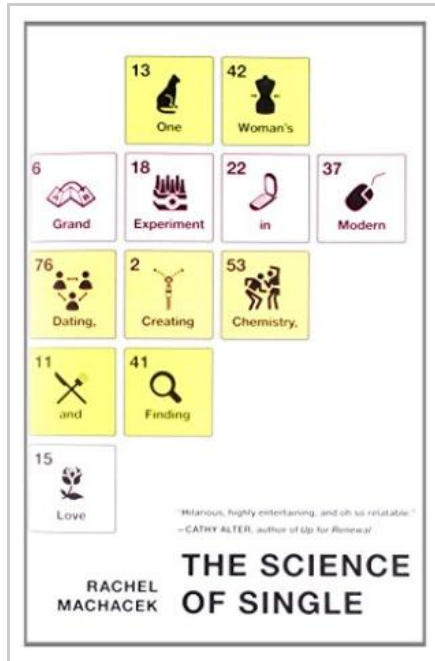 13 42
One Woman's
6 18 22 37
Grand Experiment in Modern
76 2 53
Dating, Creating Chemistry,
11 41
and Finding
15
Love
"Hilarious, highly entertaining, and oh so relatable."
—CATHY ALTER, author of Up for Renewal
RACHEL
MACHACEK
THE SCIENCE
OF SINGLE